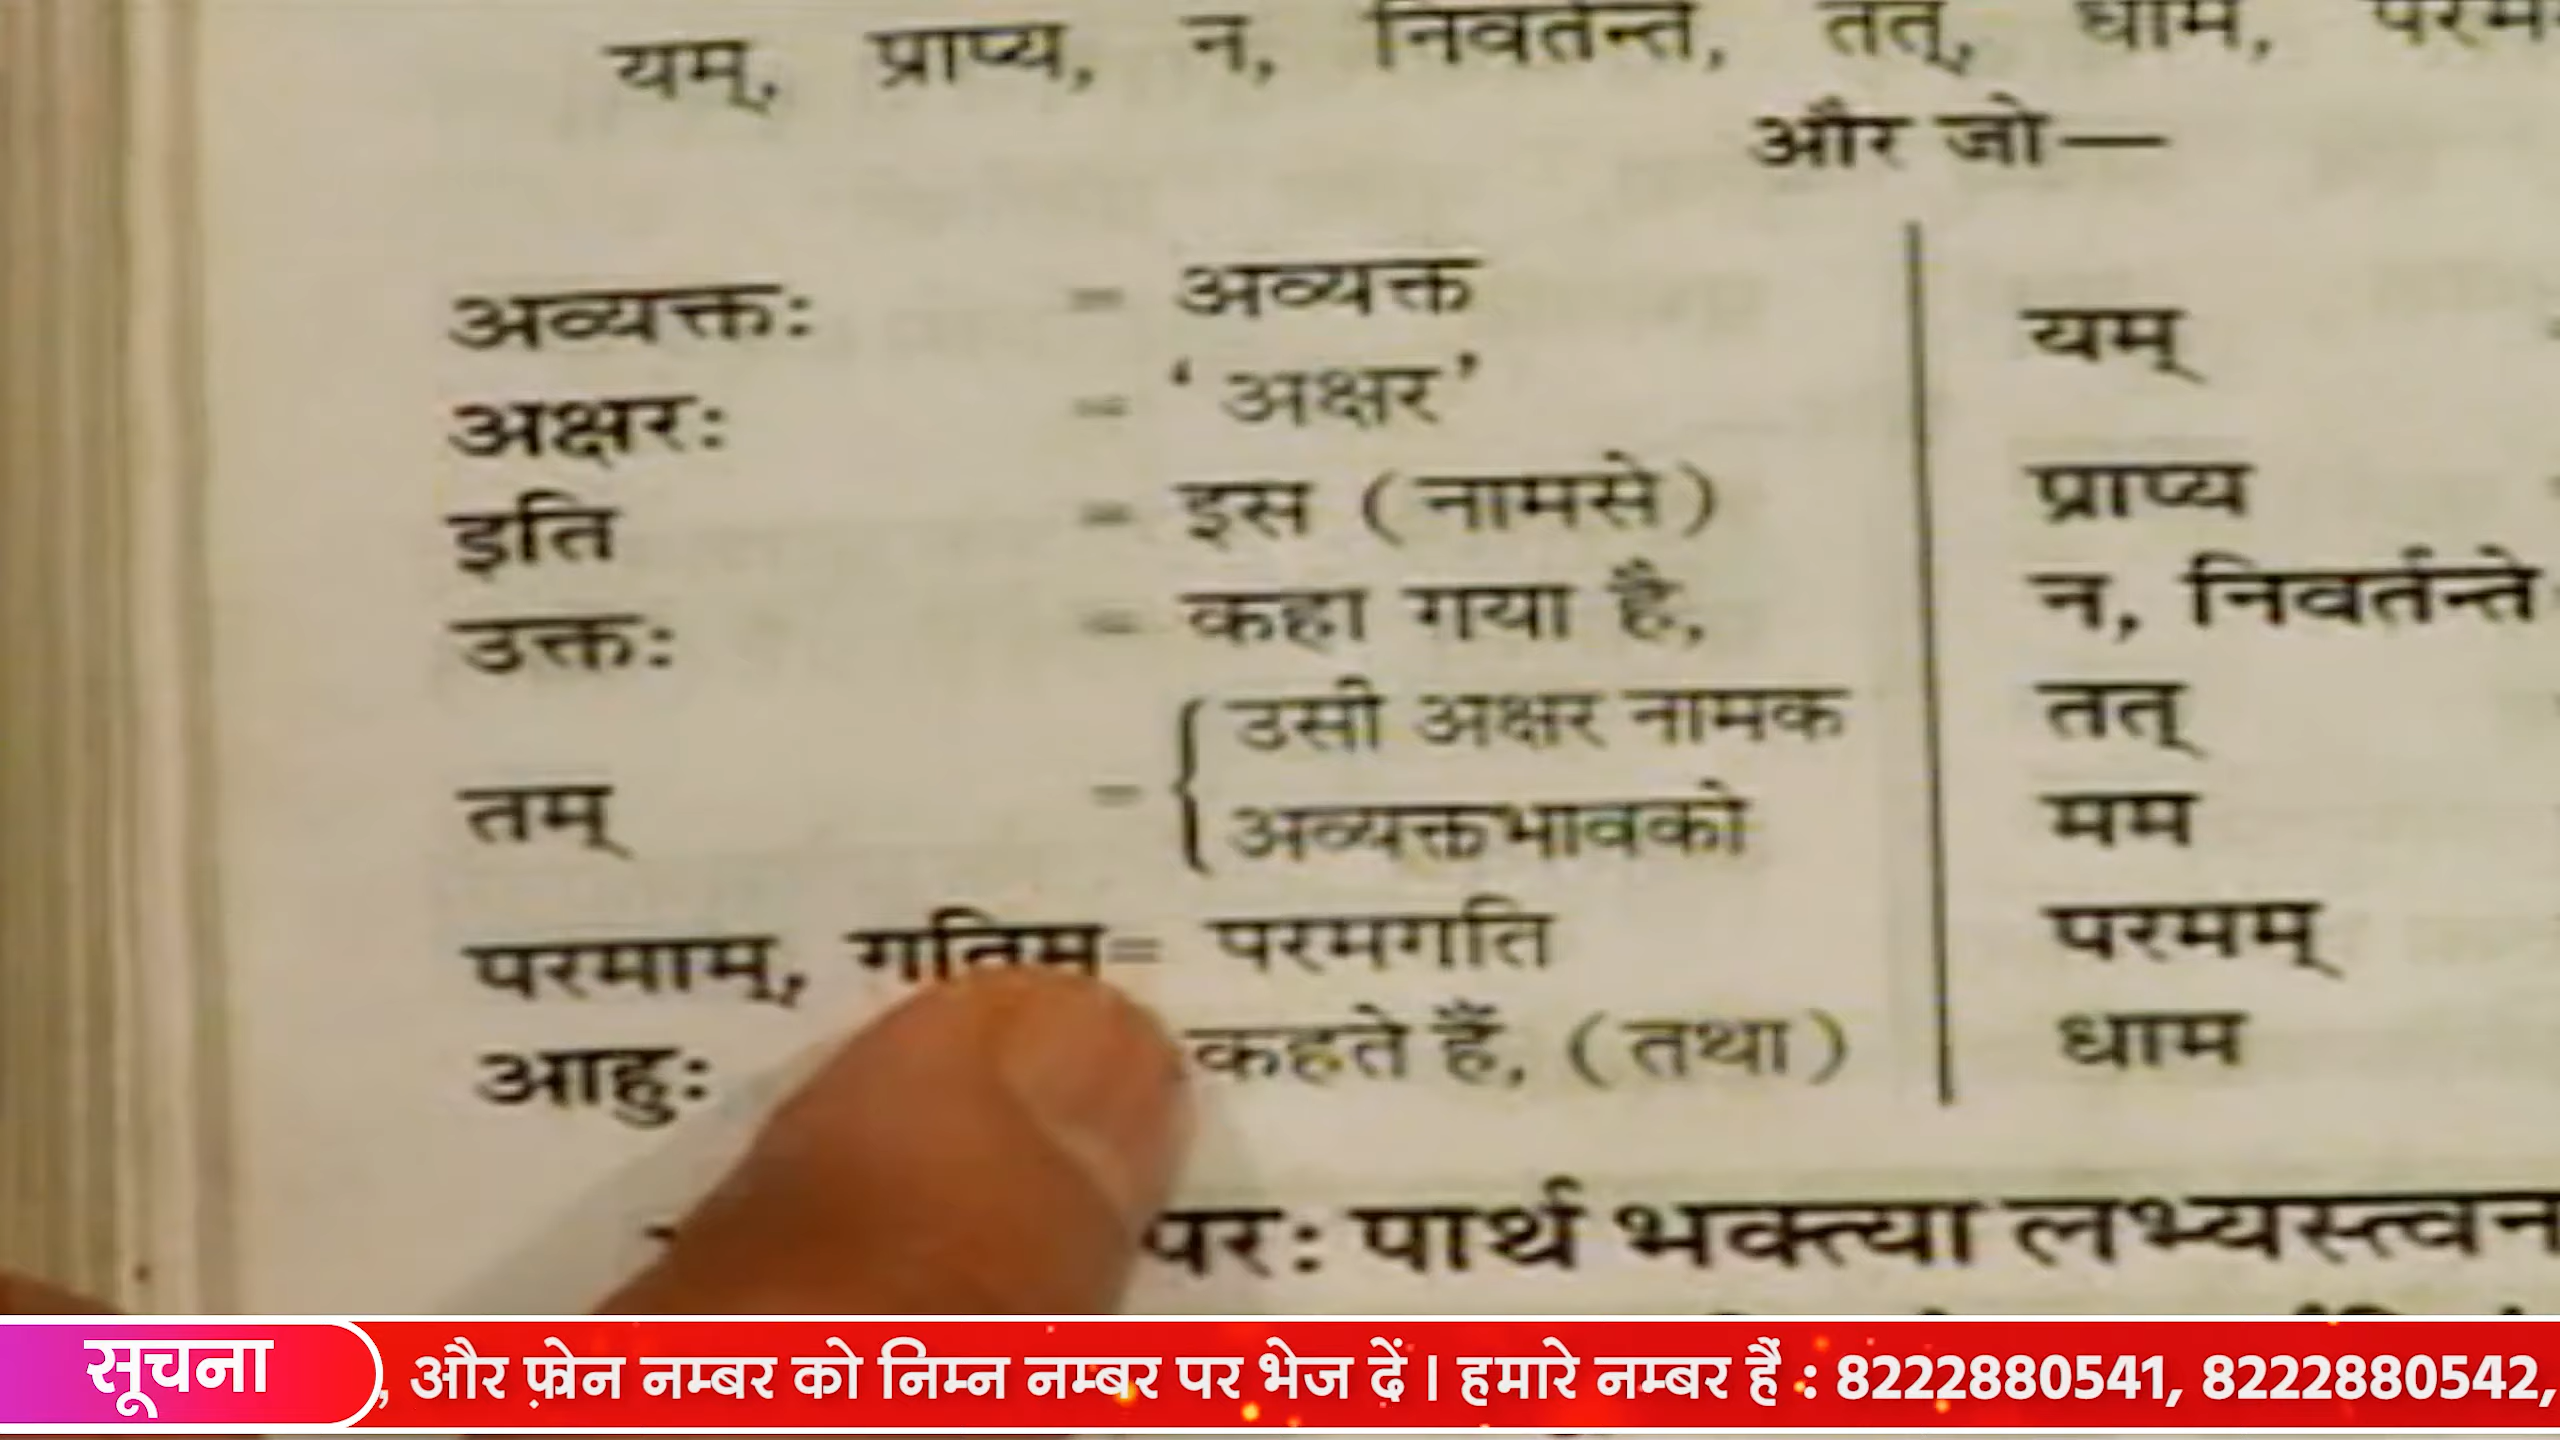 यम्, प्राप्य, न, निवर्तन्ते, तत्, धाम,
और जो—
अव्यक्तः = अव्यक्त
अक्षरः = ‘अक्षर’
इति = इस (नामसे)
उक्तः = कहा गया है,
तम् = { उसी अक्षर नामक
अव्यक्तभावको
परमाम्, गतिम् = परमगति
आहुः कहते हैं, (तथा)
यम्
प्राप्य
न, निवर्तन्ते
तत्
मम
परमम्
धाम
परः पार्थ भक्त्या लभ्यस्त्वन
सूचना , और फ़ोन नम्बर को निम्न नम्बर पर भेज दें । हमारे नम्बर हैं : 8222880541, 8222880542,